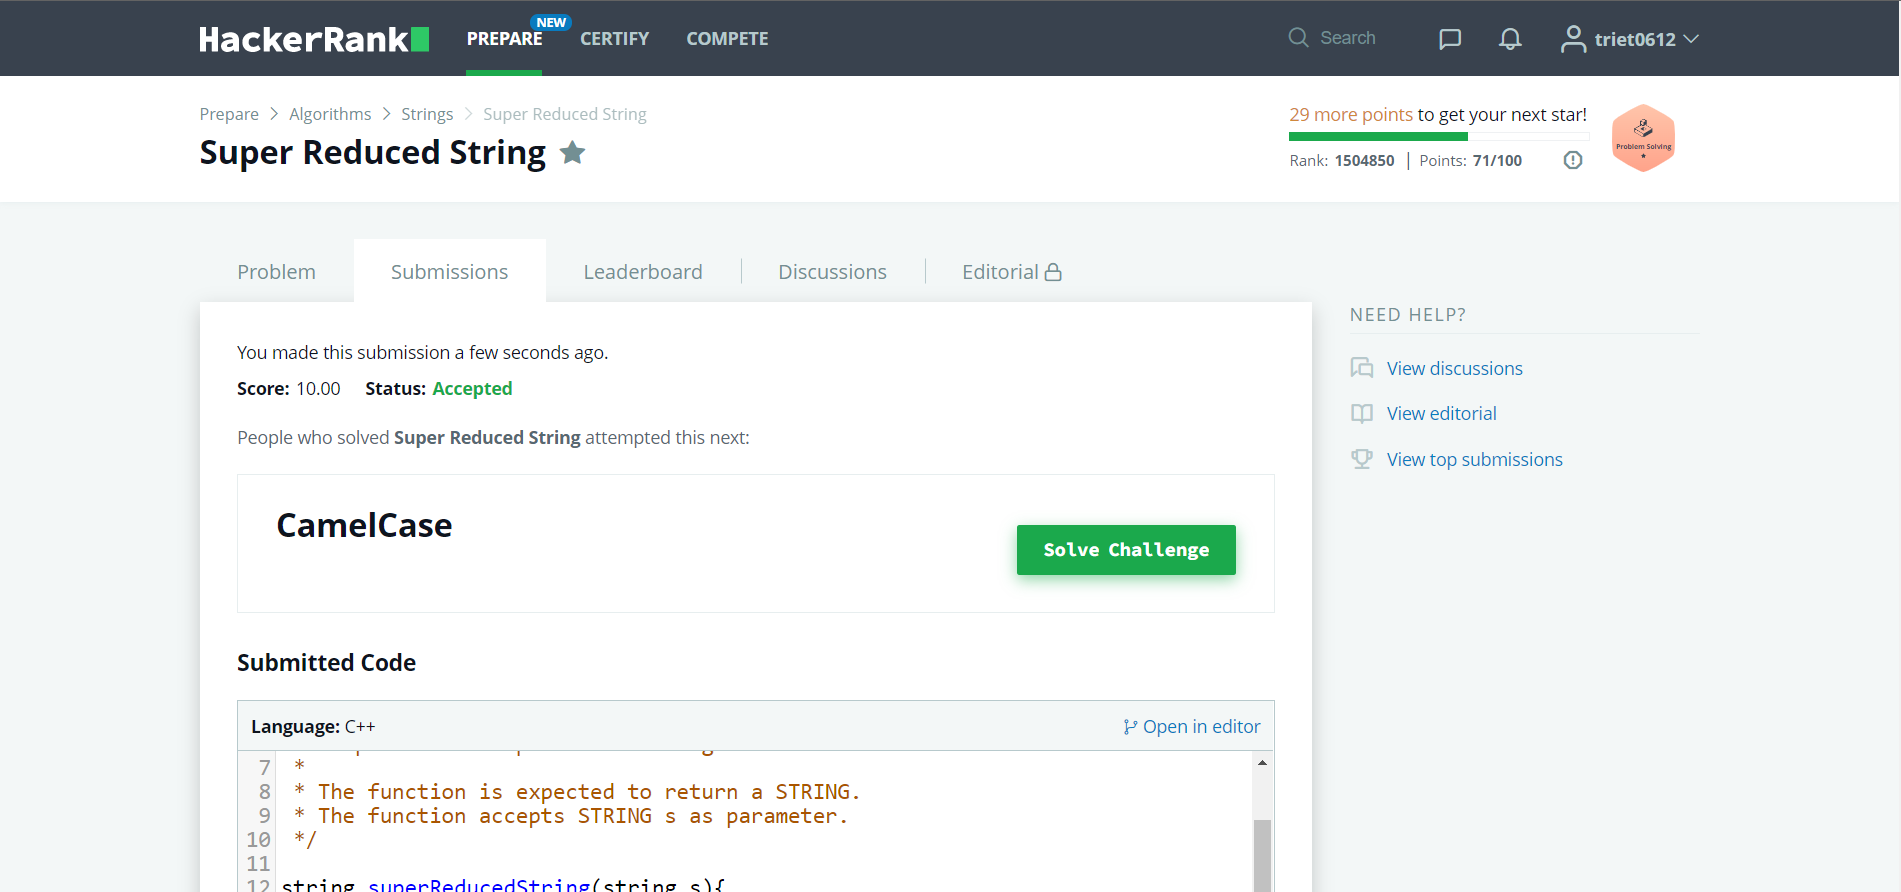 HackerRank
PREPARE NEW CERTIFY COMPETE Search triet0612
Prepare > Algorithms > Strings > Super Reduced String
Super Reduced String
29 more points to get your next star!
Rank: 1504850 | Points: 71/100
Problem Solving
Problem Submissions Leaderboard Discussions Editorial
You made this submission a few seconds ago.
Score: 10.00 Status: Accepted
People who solved Super Reduced String attempted this next:
CamelCase
Solve Challenge
Submitted Code
Language: C++ Open in editor
7 *
8 * The function is expected to return a STRING.
9 * The function accepts STRING s as parameter.
10 */
11
12 string superReducedString(string s){
NEED HELP?
View discussions
View editorial
View top submissions